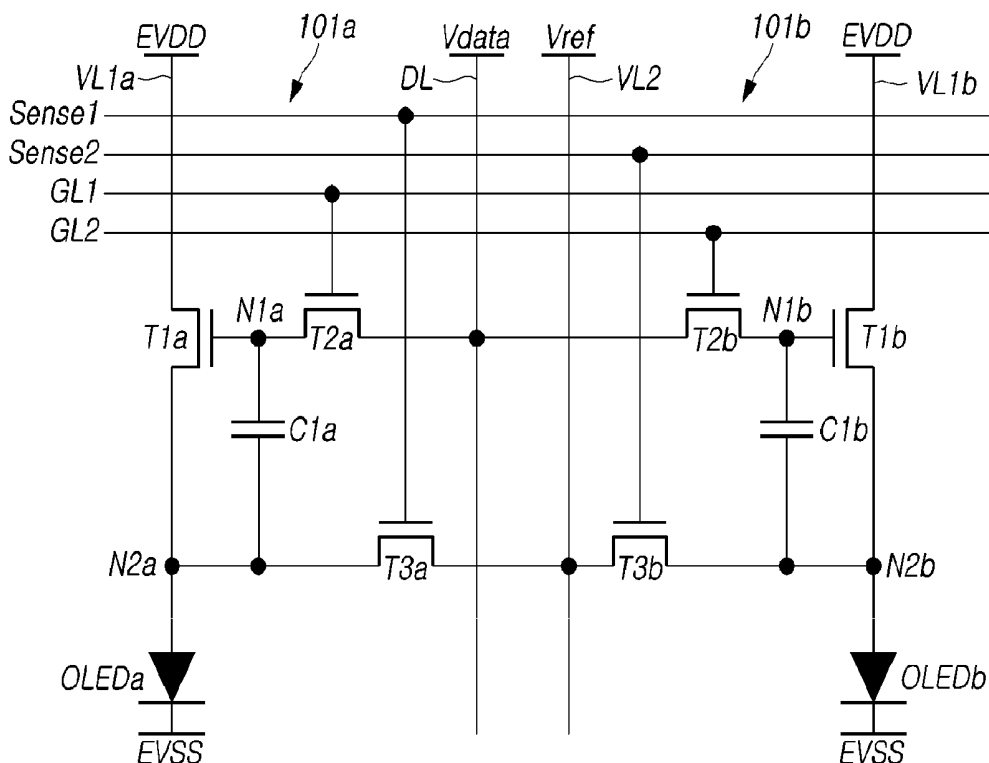 101a
101b
EVDD
Vdata
Vref
EVDD
VL1a
DL
VL2
VL1b
Sense1
Sense2
GL1
GL2
N1a
N1b
T1a
T2a
T2b
T1b
C1a
C1b
N2a
T3a
T3b
N2b
OLEDa
OLEDb
EVSS
EVSS